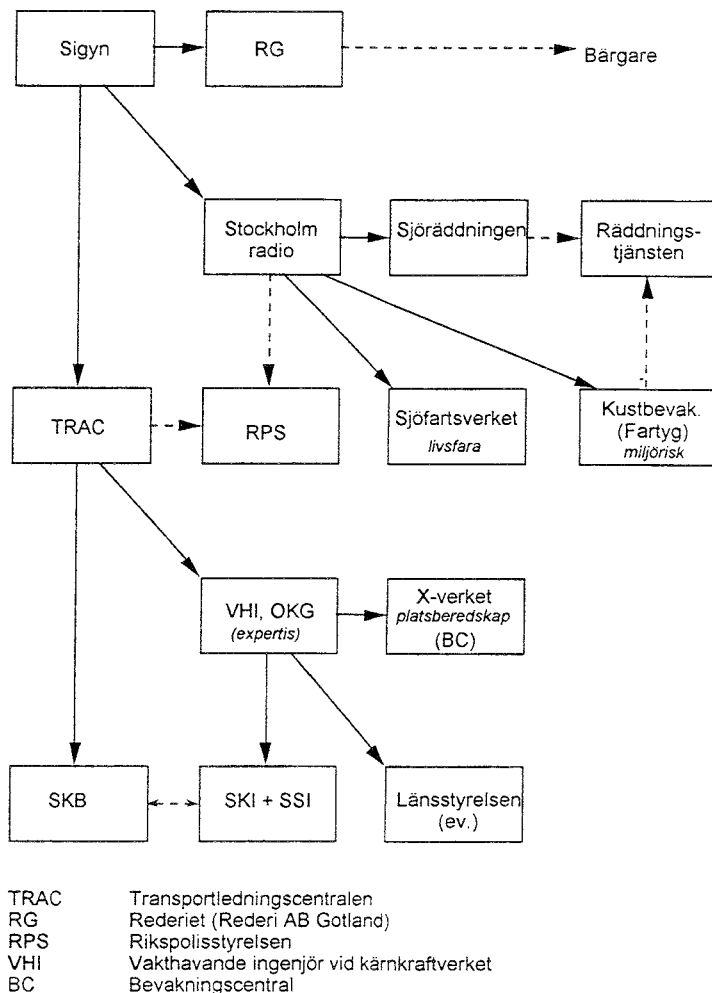 Sigyn
RG
Bärgare
Stockholm
radio
Sjöräddningen
Räddnings-
tjänsten
TRAC
RPS
Sjöfartsverket
livsfara
Kustbevak.
(Fartyg)
miljörisk
VHI, OKG
(expertis)
X-verket
platsberedskap
(BC)
SKB
SKI + SSI
Länsstyrelsen
(ev.)
TRAC Transportledningscentralen
RG Rederiet (Rederi AB Gotland)
RPS Rikspolisstyrelsen
VHI Vakthavande ingenjör vid kärnkraftverket
BC Bevakningscentral